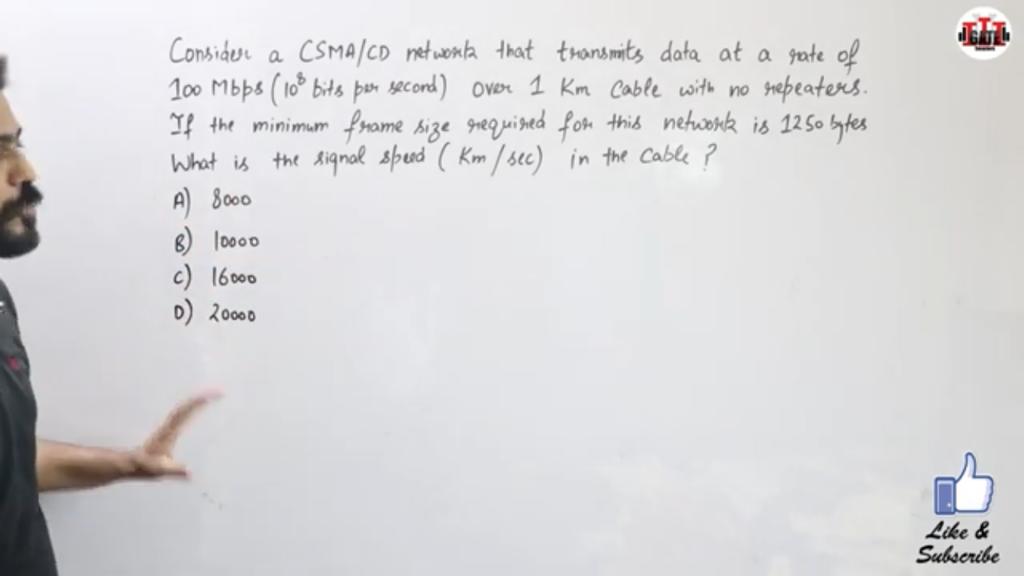 Consider a CSMA/CD network that transmits data at a rate of
100 Mbps (10⁸ bits per second) over 1 Km Cable with no repeaters.
If the minimum frame size required for this network is 1250 bytes
What is the signal speed (Km/sec) in the Cable ?
A) 8000
B) 10000
C) 16000
D) 20000
GATE
Like &
Subscribe